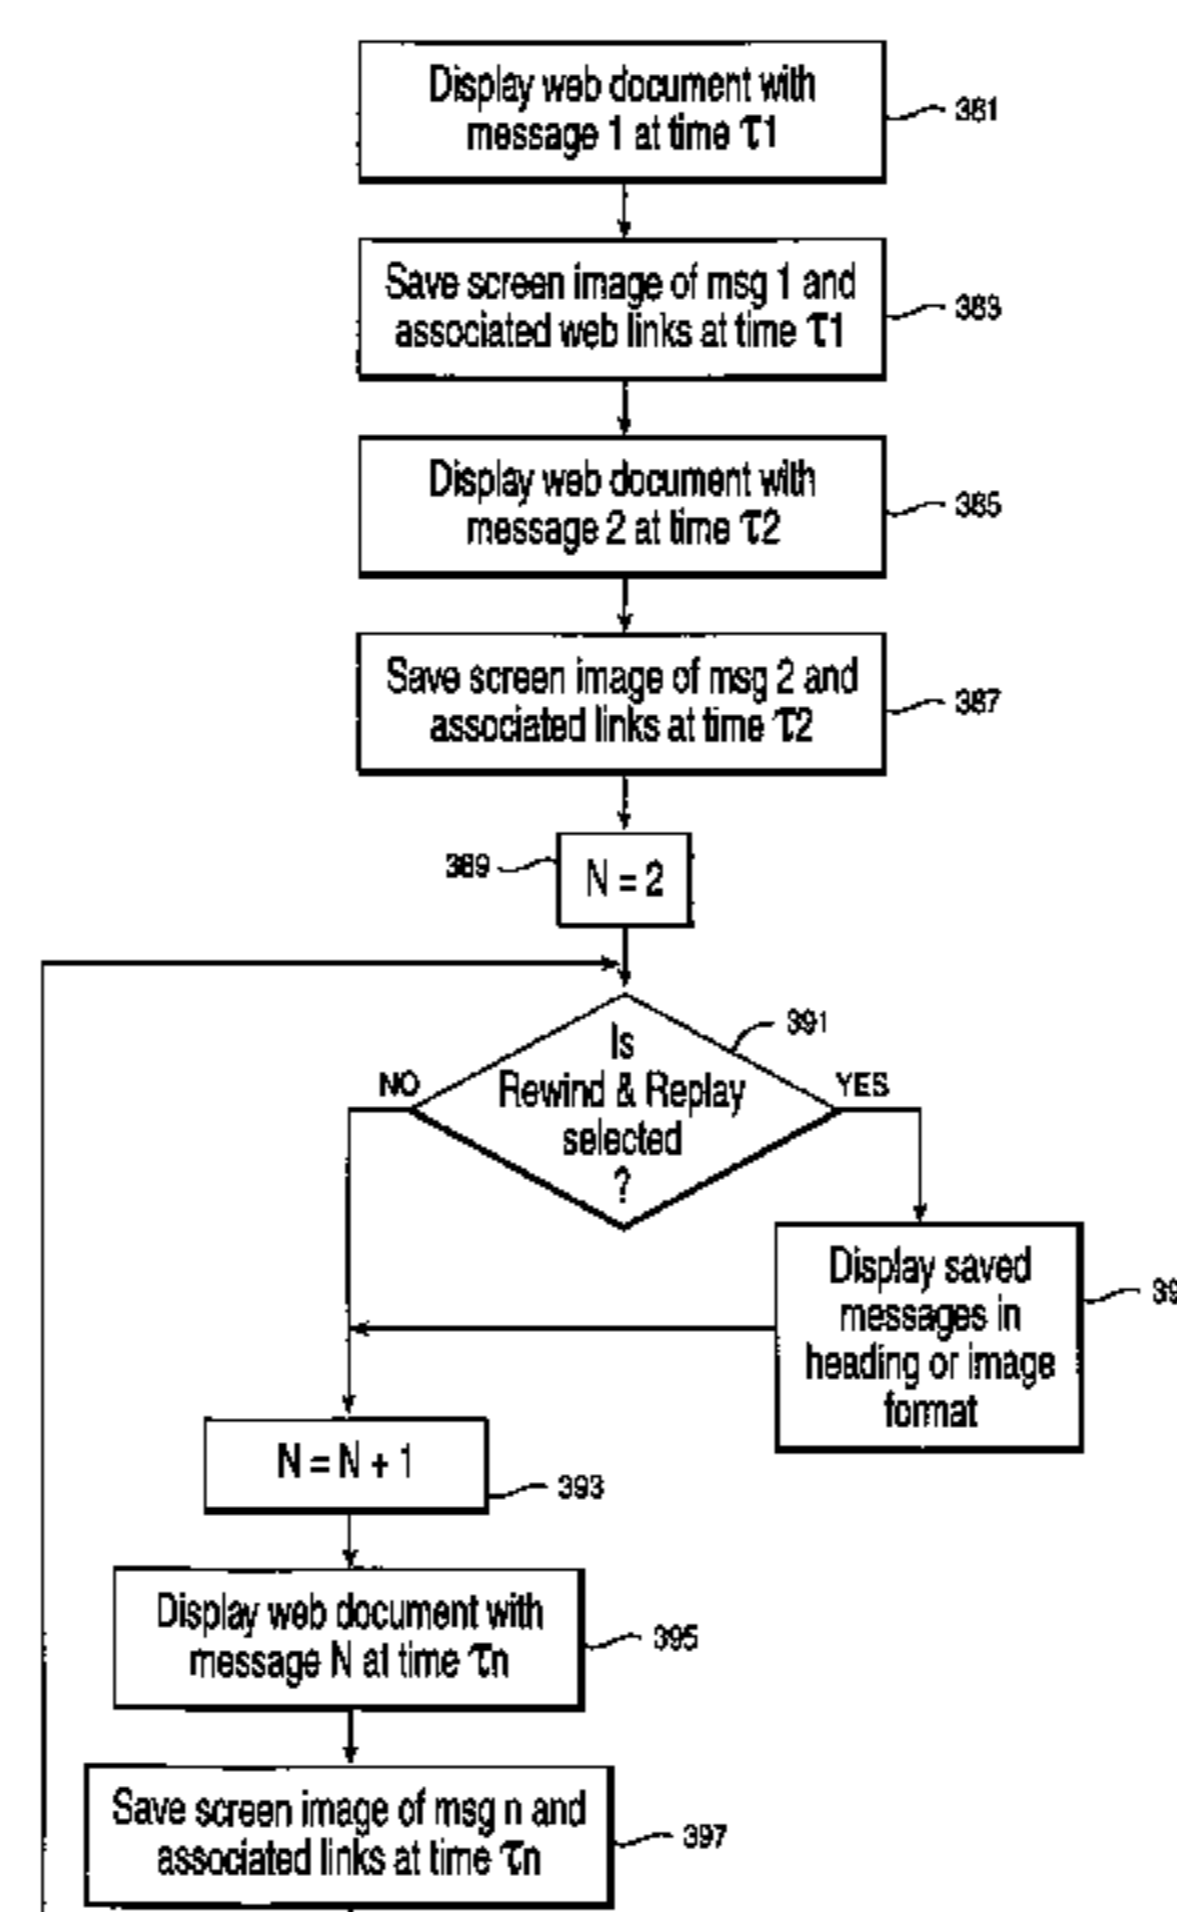 Display web document with
message 1 at time τ1
381
Save screen image of msg 1 and
associated web links at time τ1
383
Display web document with
message 2 at time τ2
385
Save screen image of msg 2 and
associated links at time τ2
387
389
N = 2
391
Is
Rewind & Replay
selected
?
NO
YES
Display saved
messages in
heading or image
format
39
N = N + 1
393
Display web document with
message N at time τn
395
Save screen image of msg n and
associated links at time τn
397